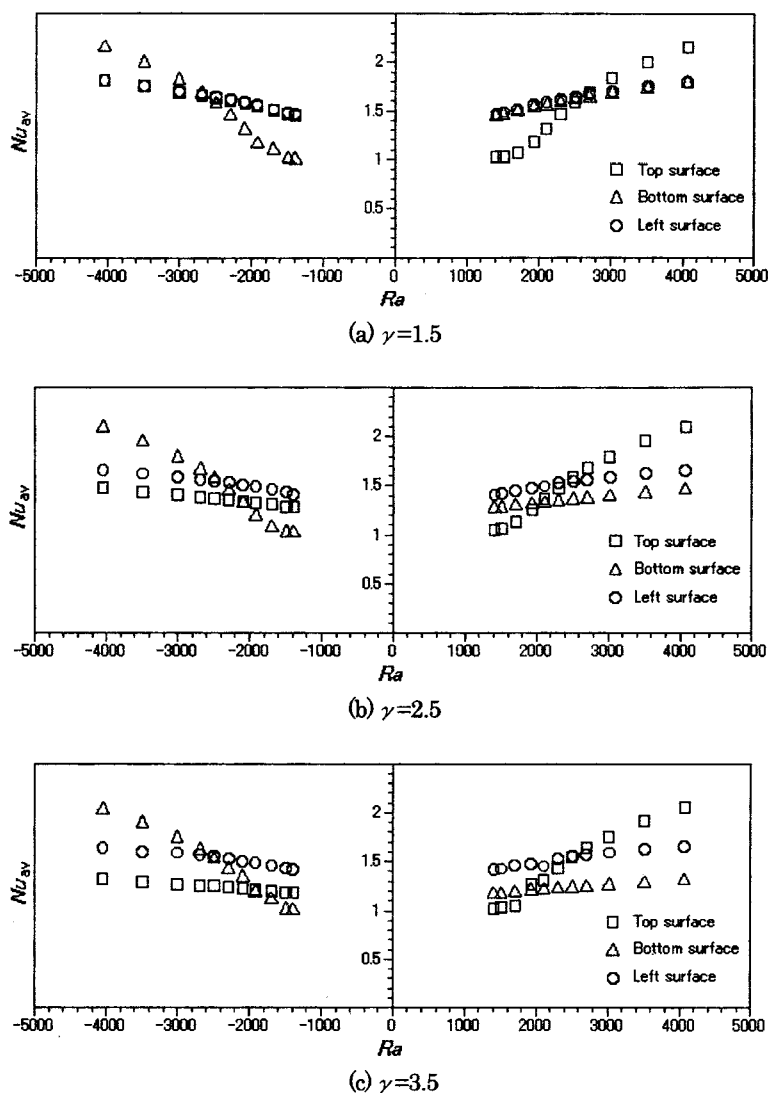 Nu_av
2
1.5
1
0.5
□ Top surface
△ Bottom surface
○ Left surface
−5000 −4000 −3000 −2000 −1000 0 1000 2000 3000 4000 5000
Ra
(a) γ=1.5
Nu_av
2
1.5
1
0.5
□ Top surface
△ Bottom surface
○ Left surface
−5000 −4000 −3000 −2000 −1000 0 1000 2000 3000 4000 5000
Ra
(b) γ=2.5
Nu_av
2
1.5
1
0.5
□ Top surface
△ Bottom surface
○ Left surface
−5000 −4000 −3000 −2000 −1000 0 1000 2000 3000 4000 5000
Ra
(c) γ=3.5